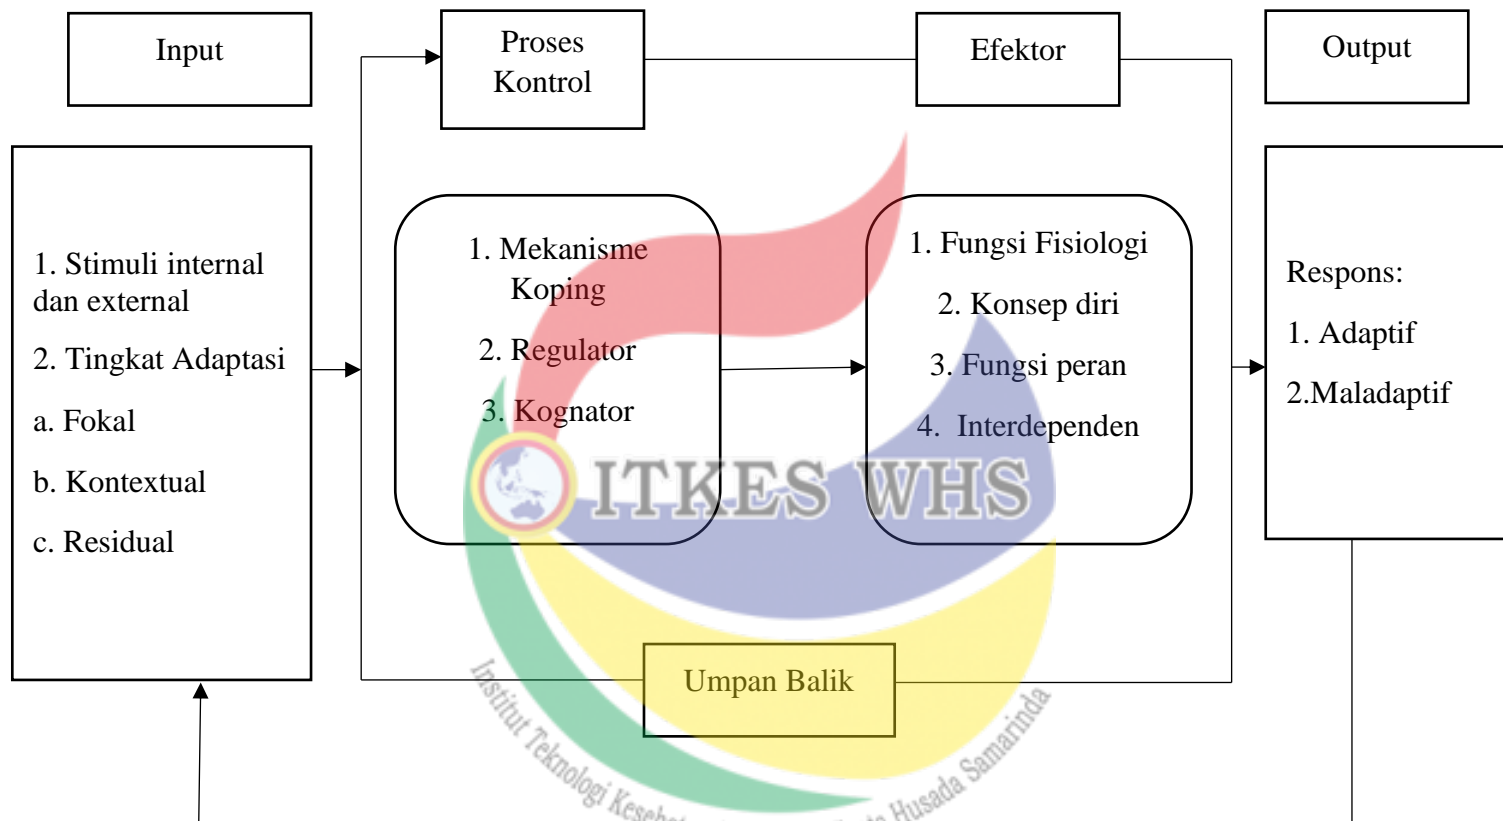 Input
Proses
Kontrol
Efektor
Output
1. Stimuli internal
dan external
2. Tingkat Adaptasi
a. Fokal
b. Kontextual
c. Residual
1. Mekanisme
Koping
2. Regulator
3. Kognator
1. Fungsi Fisiologi
2. Konsep diri
3. Fungsi peran
4. Interdependen
Respons:
1. Adaptif
2.Maladaptif
ITKES WHS
Umpan Balik
Institut Teknologi Husada Samarinda